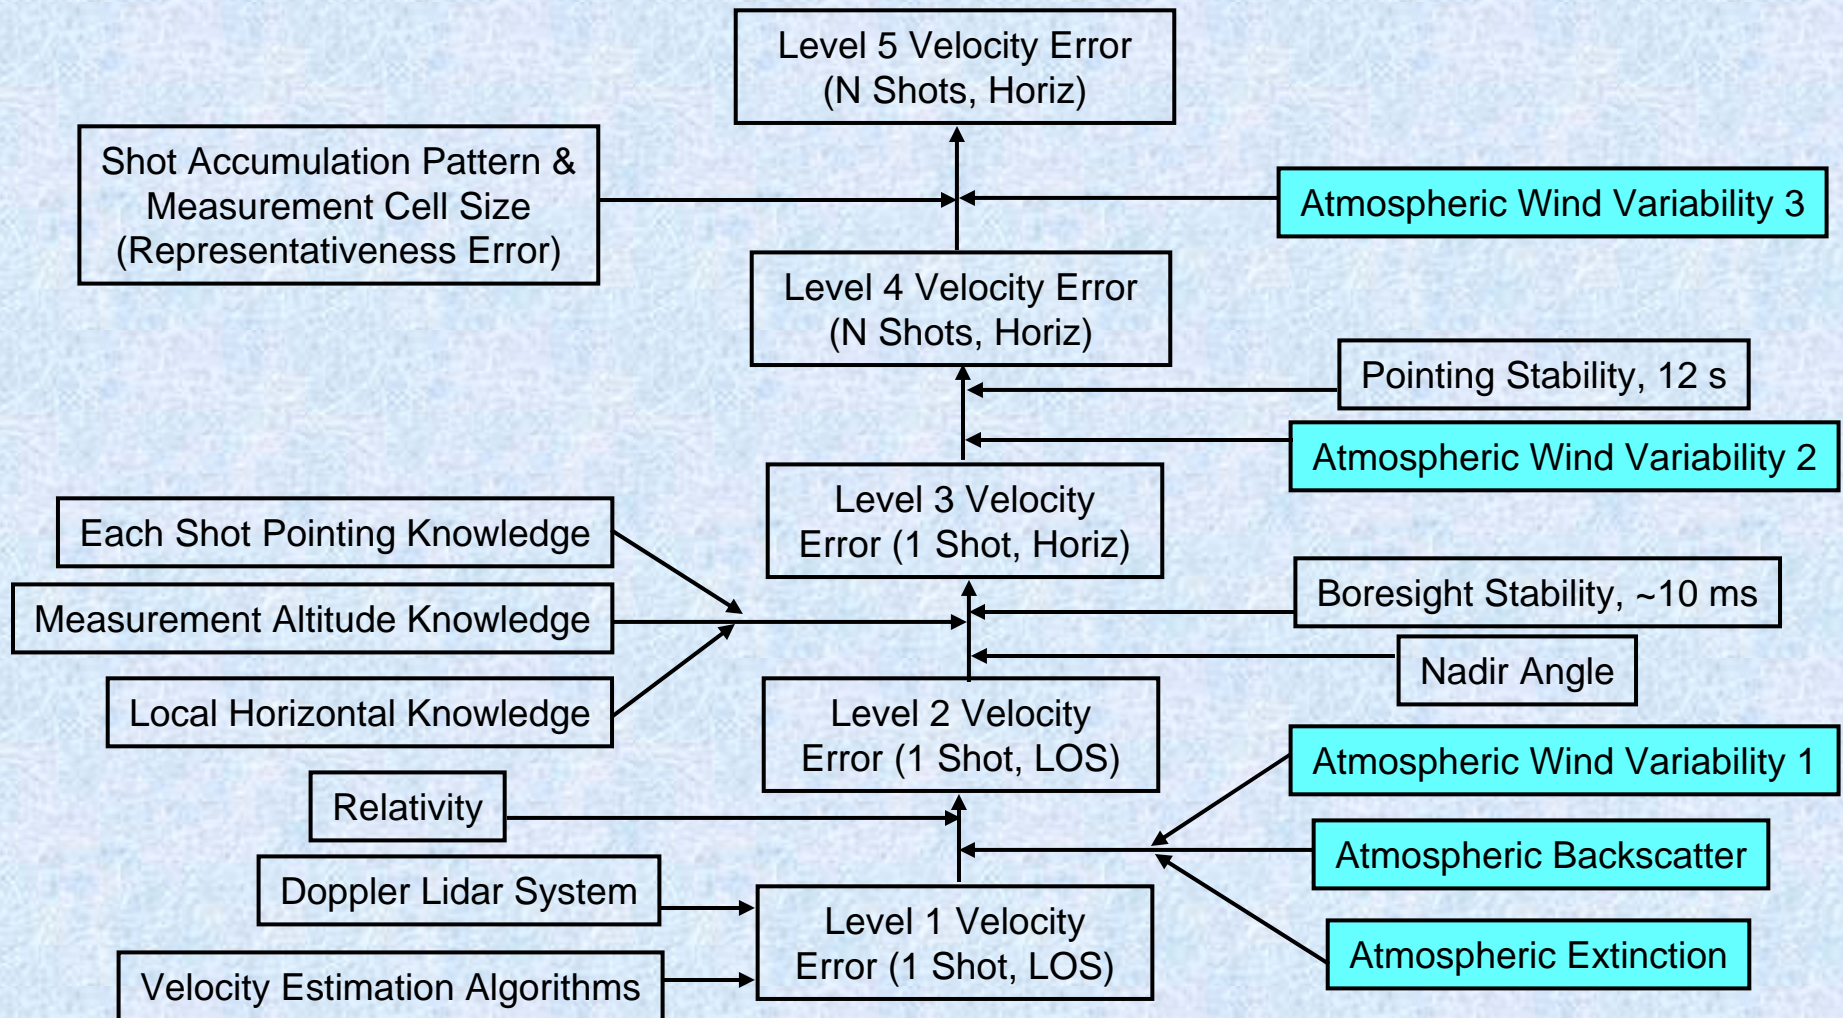 Level 5 Velocity Error
(N Shots, Horiz)
Shot Accumulation Pattern &
Measurement Cell Size
(Representativeness Error)
Atmospheric Wind Variability 3
Level 4 Velocity Error
(N Shots, Horiz)
Pointing Stability, 12 s
Atmospheric Wind Variability 2
Level 3 Velocity
Error (1 Shot, Horiz)
Each Shot Pointing Knowledge
Measurement Altitude Knowledge
Local Horizontal Knowledge
Boresight Stability, ~10 ms
Nadir Angle
Level 2 Velocity
Error (1 Shot, LOS)
Atmospheric Wind Variability 1
Relativity
Atmospheric Backscatter
Doppler Lidar System
Level 1 Velocity
Error (1 Shot, LOS)
Atmospheric Extinction
Velocity Estimation Algorithms